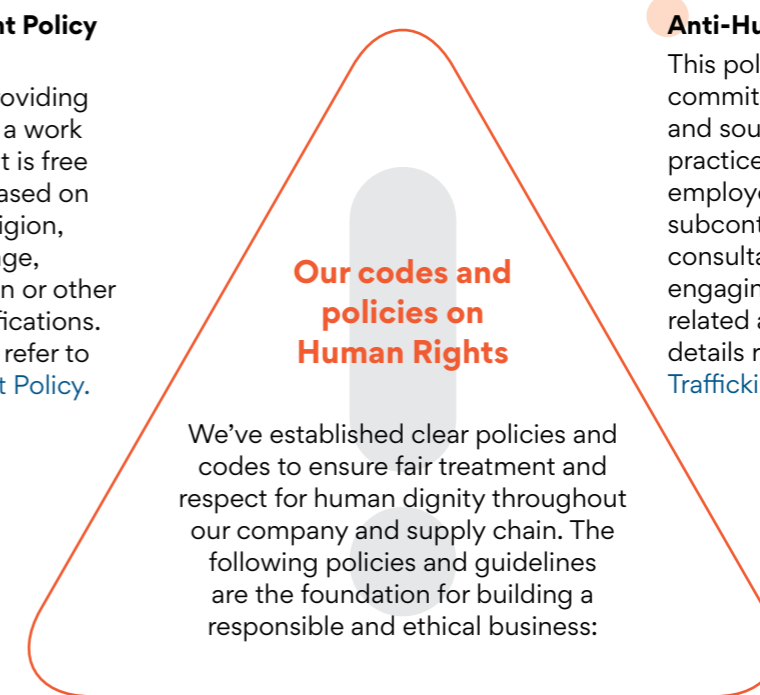 nt Policy
oviding
a work
t is free
ased on
igion,
ge,
n or other
fications.
refer to
t Policy.
Our codes and
policies on
Human Rights
We’ve established clear policies and
codes to ensure fair treatment and
respect for human dignity throughout
our company and supply chain. The
following policies and guidelines
are the foundation for building a
responsible and ethical business:
Anti-Hu
This pol
commit
and sou
practice
employe
subcont
consulta
engagin
related a
details r
Trafficki